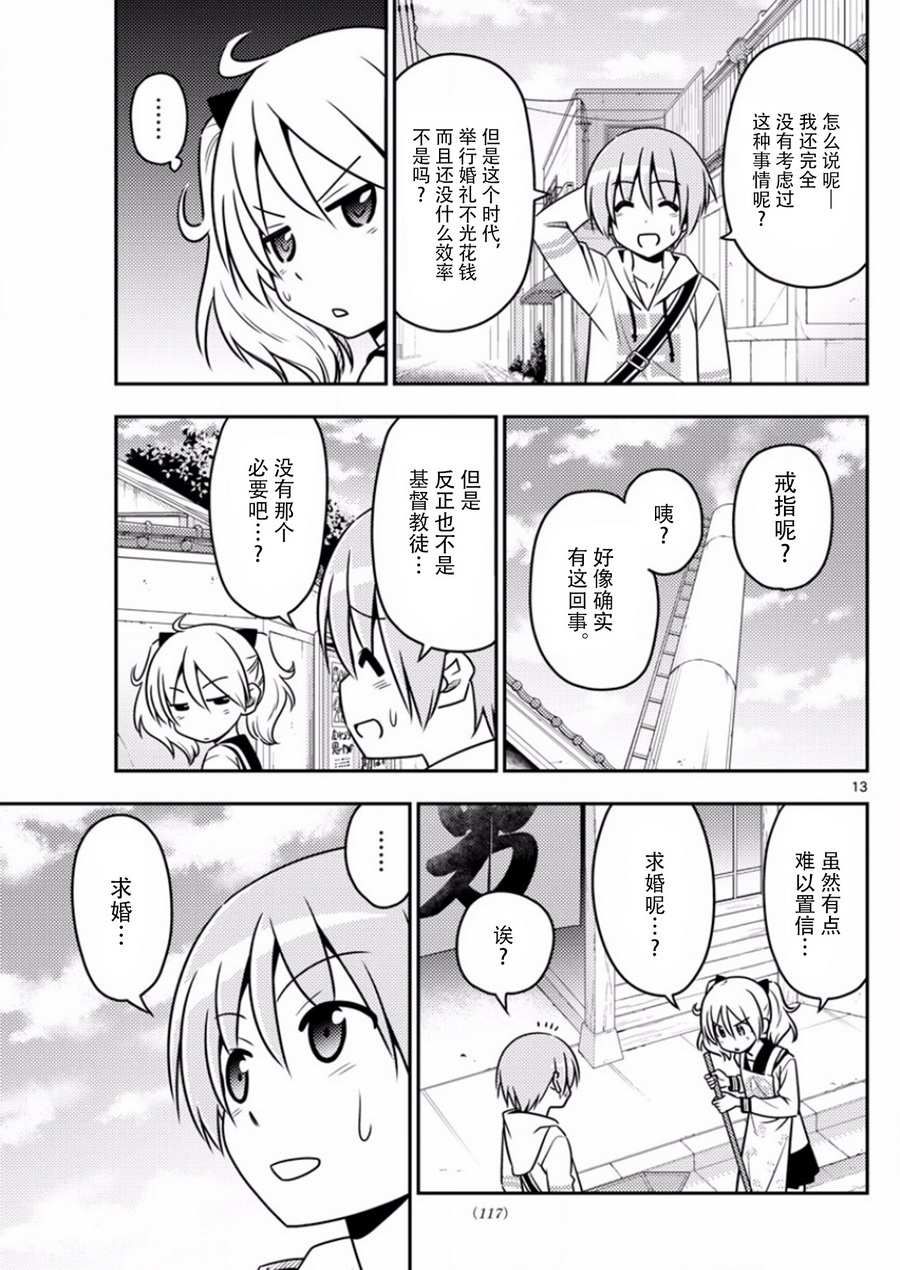 怎么说呢—
我还完全
没有考虑过
这种事情呢?
但是这个时代,
举行婚礼不光花钱
而且还没什么效率
不是吗?
……
戒指呢?
咦?
好像确实
有这回事。
但是
反正也不是
基督教徒…
没有那个
必要吧…?
13
虽然有点
难以置信…
求婚呢…?
诶?
……
求婚…
(117)